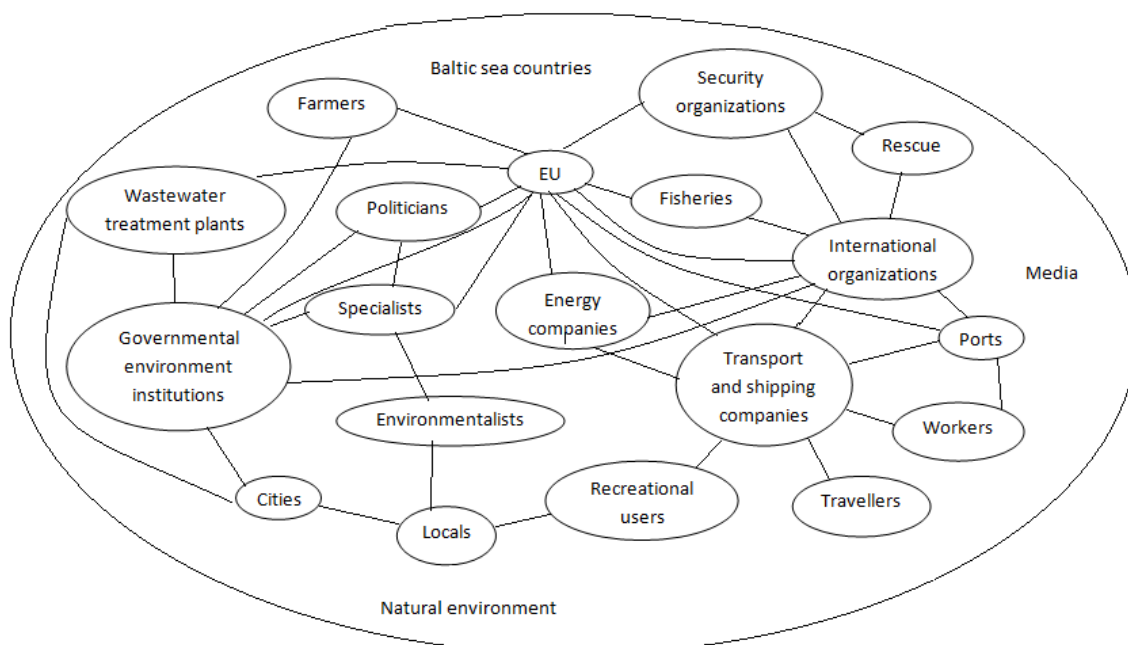 Baltic sea countries
Security
organizations
Farmers
Rescue
EU
Wastewater
treatment plants
Politicians
Fisheries
International
organizations
Media
Specialists
Energy
companies
Governmental
environment
institutions
Ports
Transport
and shipping
companies
Environmentalists
Workers
Cities
Recreational
users
Travellers
Locals
Natural environment